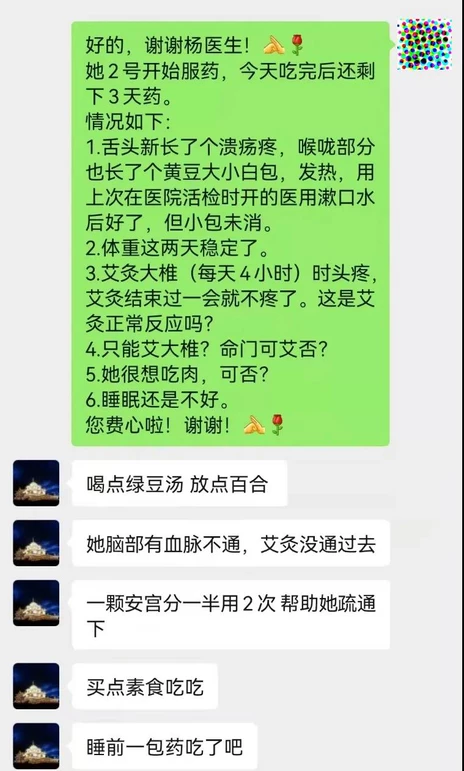 好的，谢谢杨医生！
她2号开始服药，今天吃完后还剩
下3天药。
情况如下：
1.舌头新长了个溃疡疼，喉咙部分
也长了个黄豆大小白包，发热，用
上次在医院活检时开的医用漱口水
后好了，但小包未消。
2.体重这两天稳定了。
3.艾灸大椎（每天4小时）时头疼，
艾灸结束过一会就不疼了。这是艾
灸正常反应吗？
4.只能艾大椎？命门可艾否？
5.她很想吃肉，可否？
6.睡眠还是不好。
您费心啦！谢谢！
喝点绿豆汤 放点百合
她脑部有血脉不通，艾灸没通过去
一颗安宫分一半用2次 帮助她疏通
下
买点素食吃吃
睡前一包药吃了吧